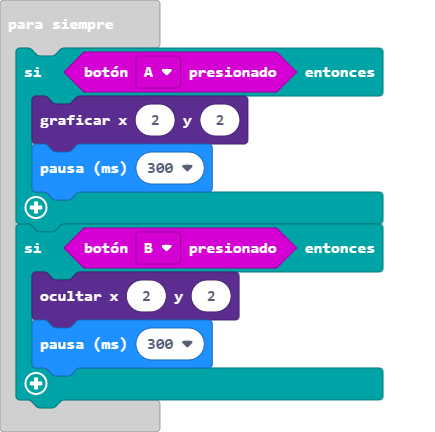 para siempre
si botón A presionado entonces
graficar x 2 y 2
pausa (ms) 300
si botón B presionado entonces
ocultar x 2 y 2
pausa (ms) 300